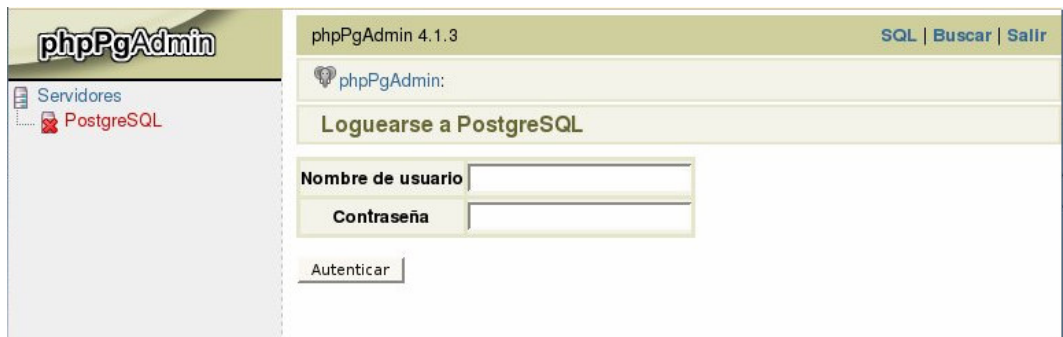 phpPgAdmin
Servidores
PostgreSQL
phpPgAdmin 4.1.3
SQL | Buscar | Salir
phpPgAdmin:
Loguearse a PostgreSQL
Nombre de usuario
Contraseña
Autenticar